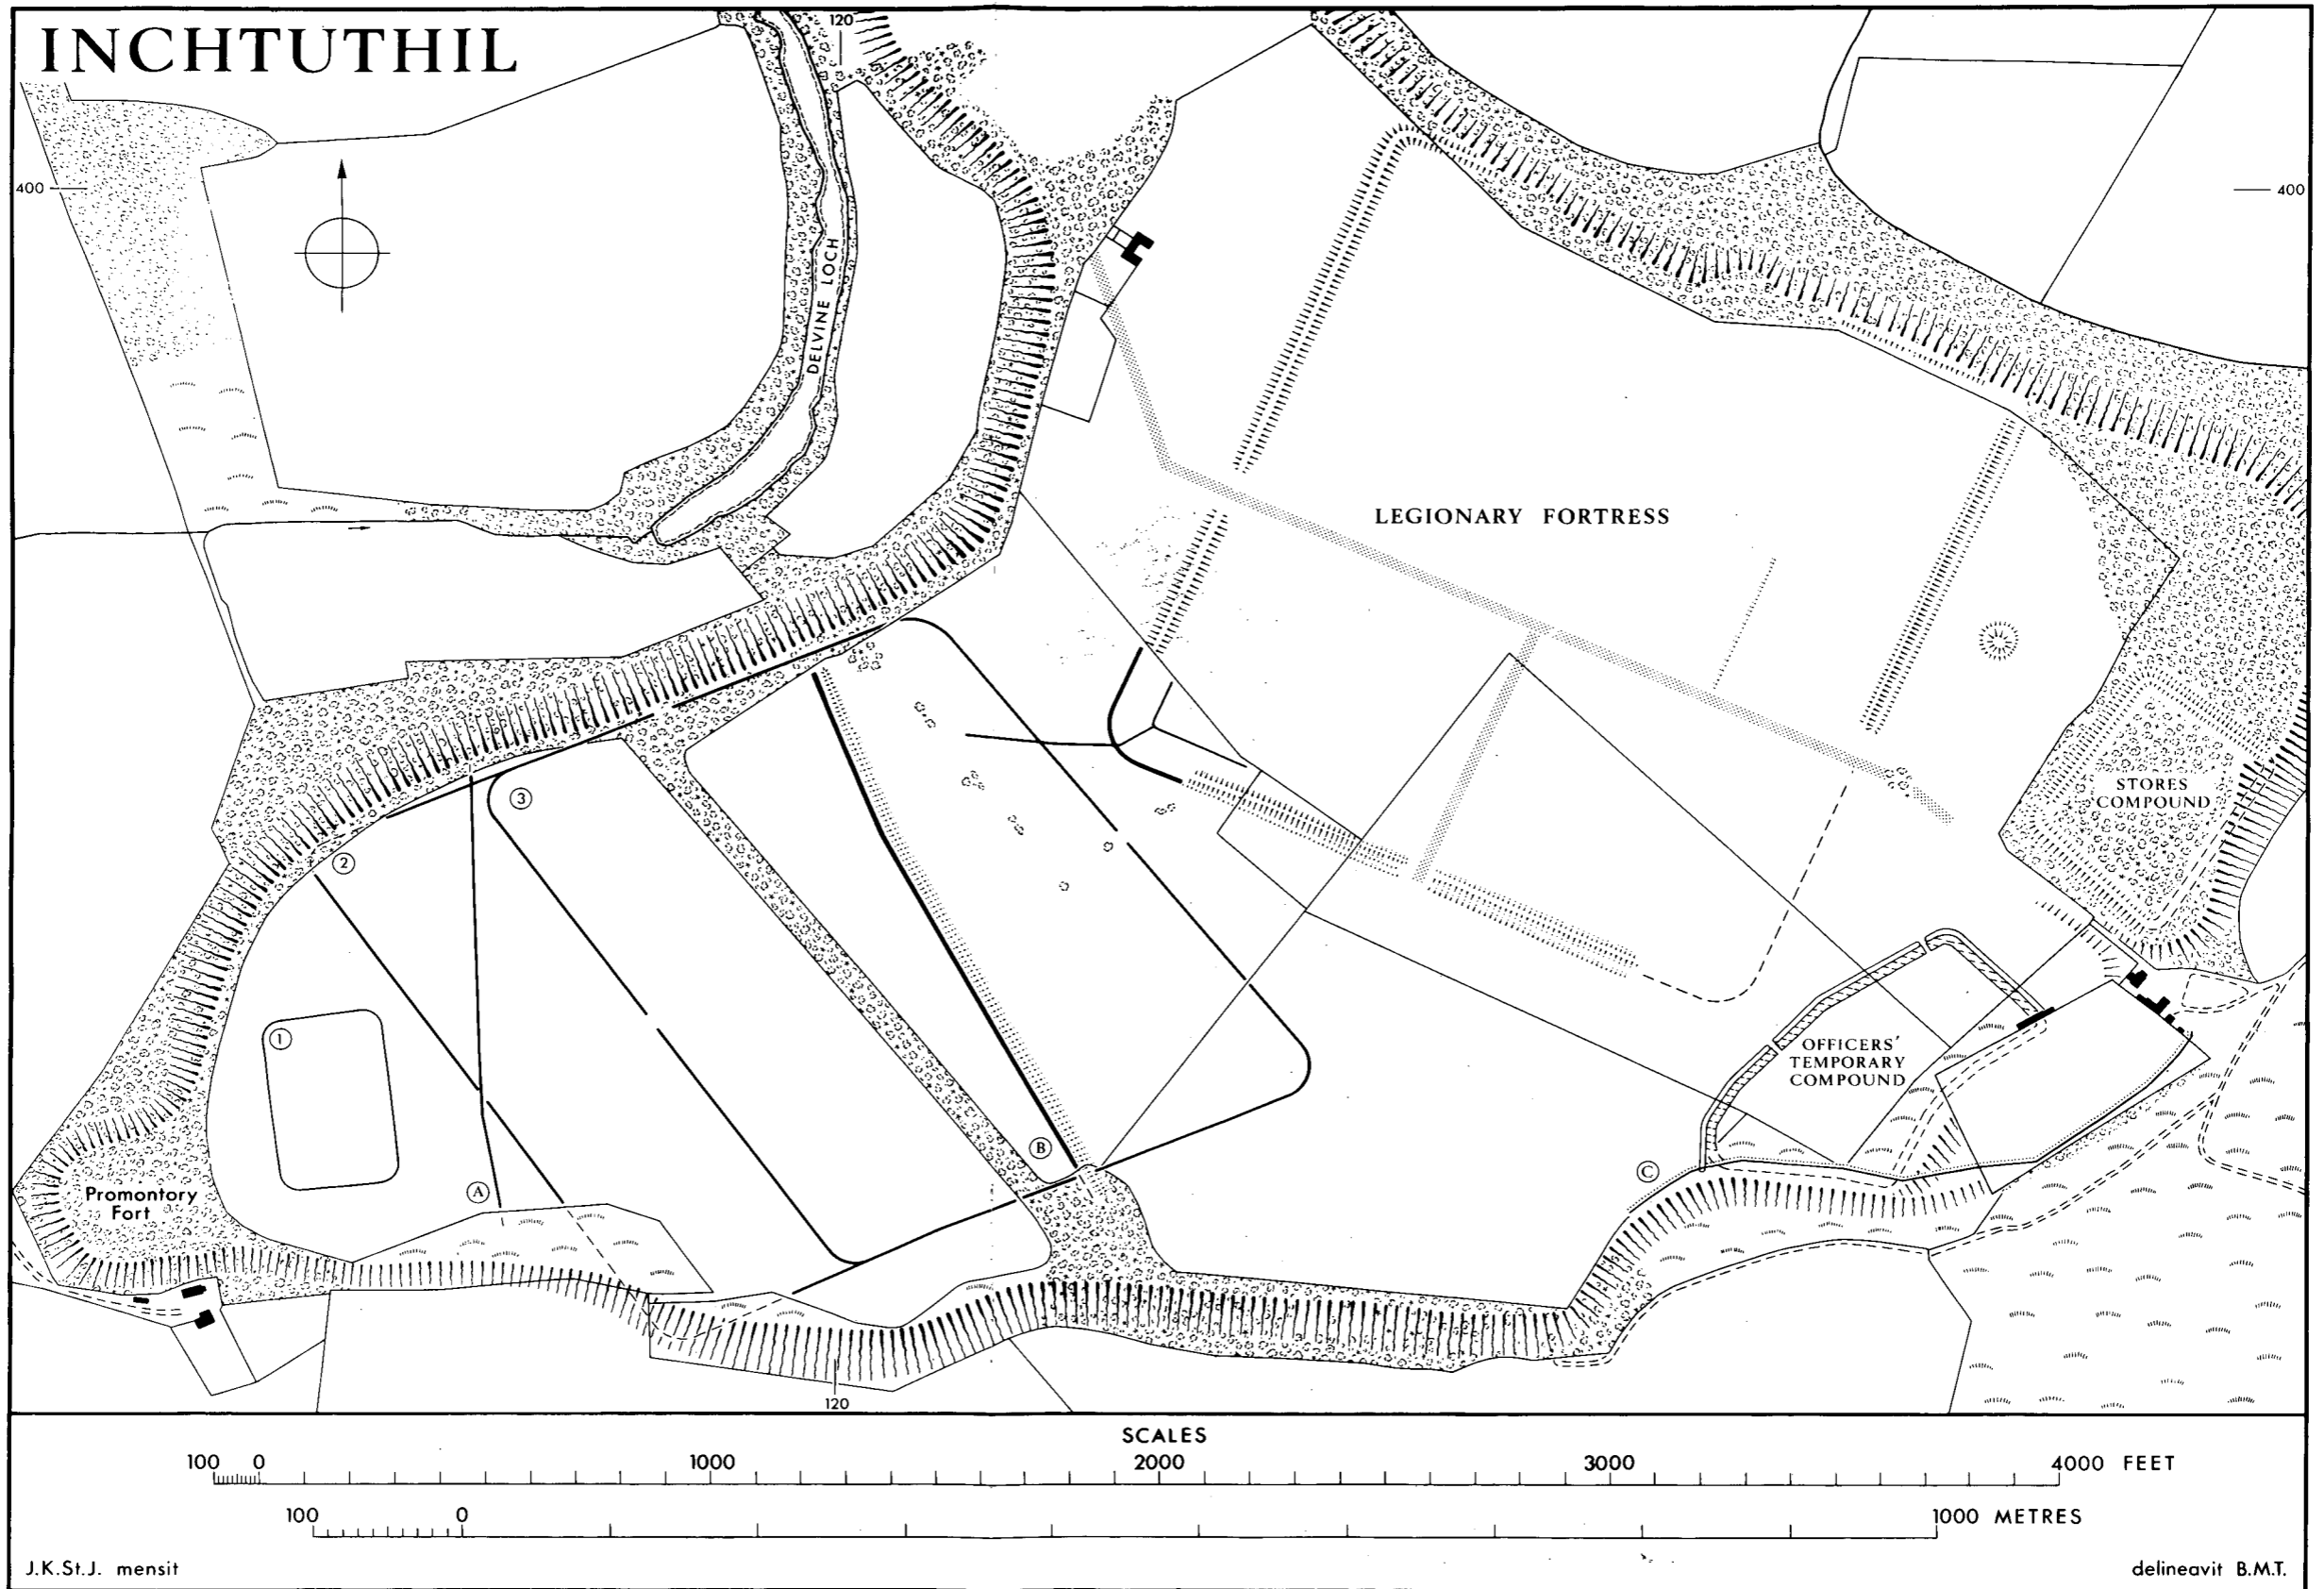 INCHTUTHIL
120
400
400
DELVINE LOCH
LEGIONARY FORTRESS
STORES
COMPOUND
3
2
1
OFFICERS'
TEMPORARY
COMPOUND
B
C
A
Promontory
Fort
120
SCALES
100 0 1000 2000 3000 4000 FEET
100 0 1000 METRES
J.K.St.J. mensit
delineavit B.M.T.